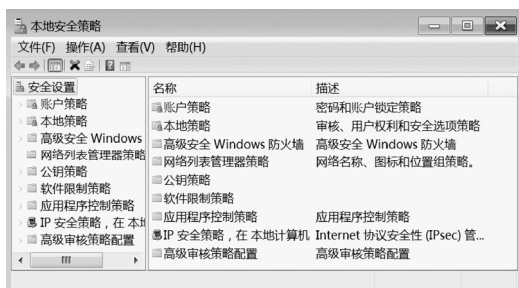 本地安全策略
文件(F) 操作(A) 查看(V) 帮助(H)
安全设置
账户策略
本地策略
高级安全 Windows
网络列表管理器策略
公钥策略
软件限制策略
应用程序控制策略
IP 安全策略，在 本地
高级审核策略配置
名称 描述
账户策略 密码和账户锁定策略
本地策略 审核、用户权利和安全选项策略
高级安全 Windows 防火墙 高级安全 Windows 防火墙
网络列表管理器策略 网络名称、图标和位置组策略。
公钥策略
软件限制策略
应用程序控制策略 应用程序控制策略
IP 安全策略，在 本地计算机 Internet 协议安全性 (IPsec) 管...
高级审核策略配置 高级审核策略配置